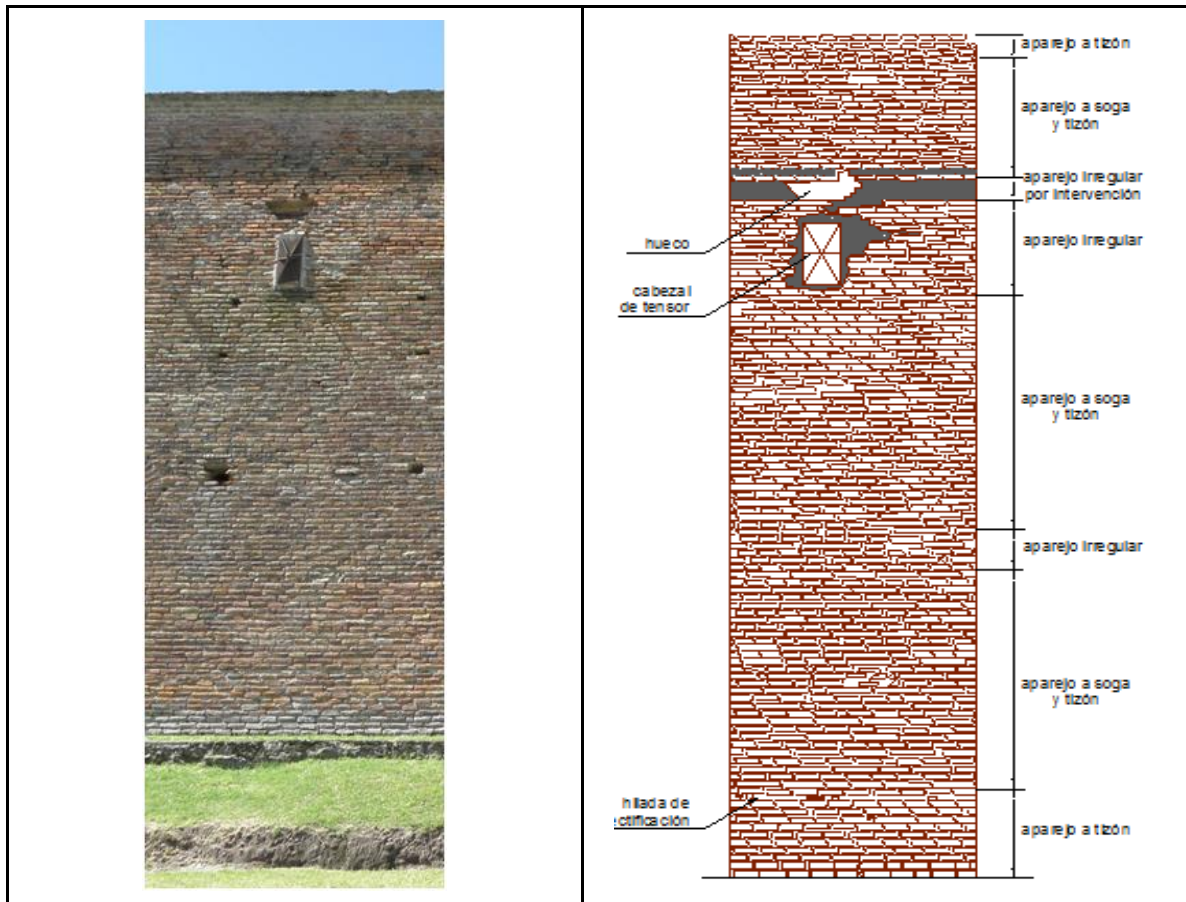 aparejo a tizón
aparejo a soga
y tizón
aparejo irregular
por intervención
aparejo irregular
hueco
cabezal
de tensor
aparejo a soga
y tizón
aparejo irregular
aparejo a soga
y tizón
hilada de
ectificación
aparejo a tizón